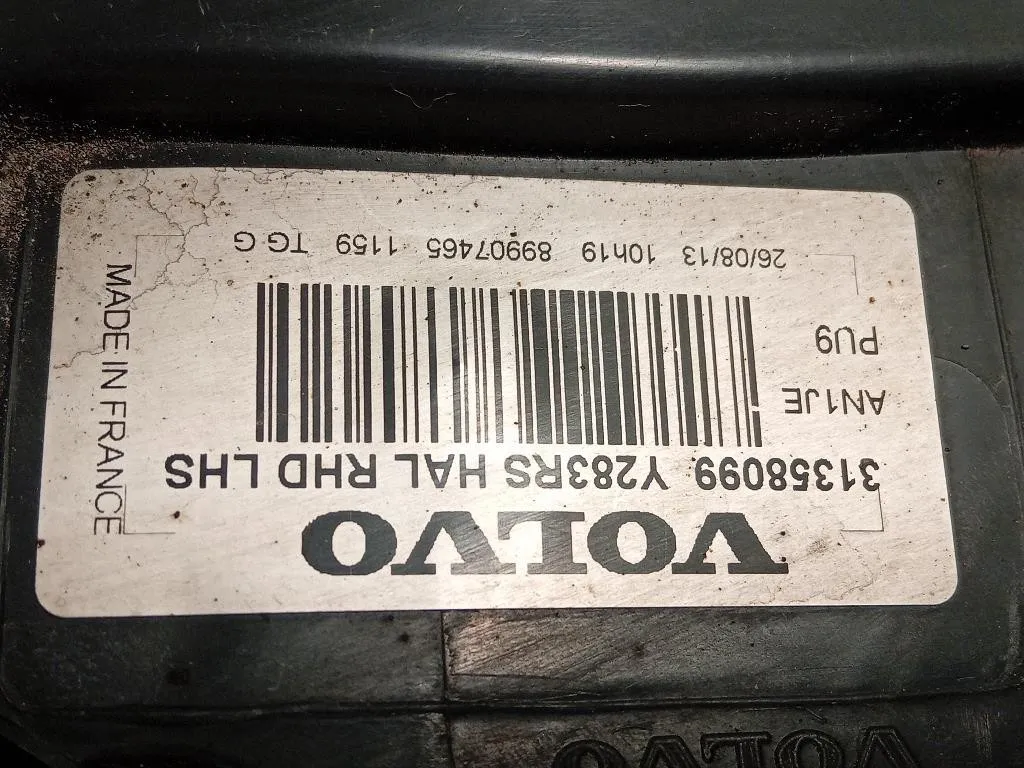 VOLVO
31358099 Y283RS HAL RHD LHS
AN1JE
PU9
26/08/13 10h19 89907465 1159 TG G
MADE IN FRANCE
VOLVO